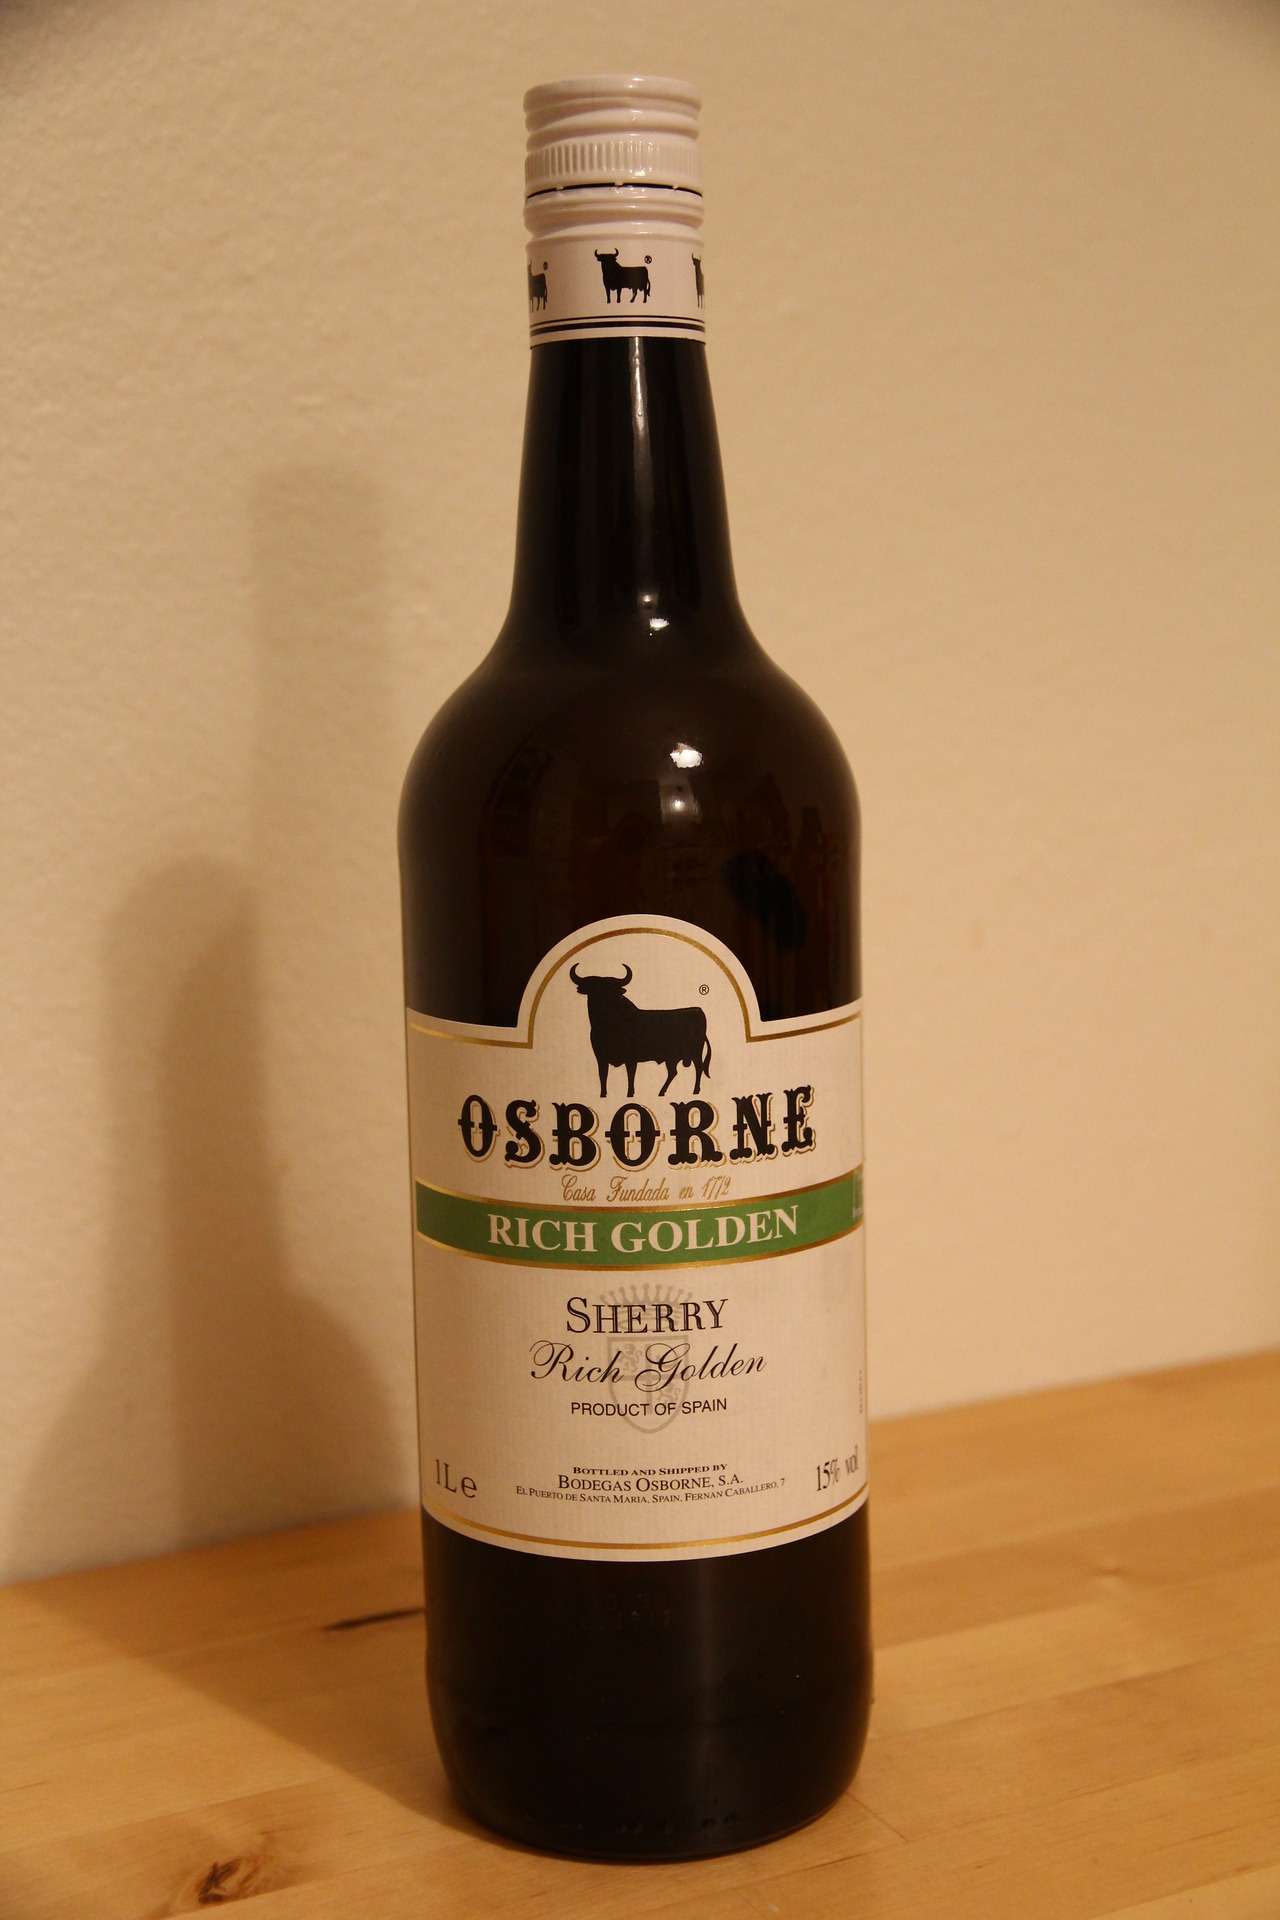 ®
®
®
OSBORNE
Casa Fundada en 1772
RICH GOLDEN
SHERRY
Rich Golden
PRODUCT OF SPAIN
1L e
15% vol
BOTTLED AND SHIPPED BY
BODEGAS OSBORNE, S.A.
EL PUERTO DE SANTA MARIA, SPAIN, FERNAN CABALLERO, 7